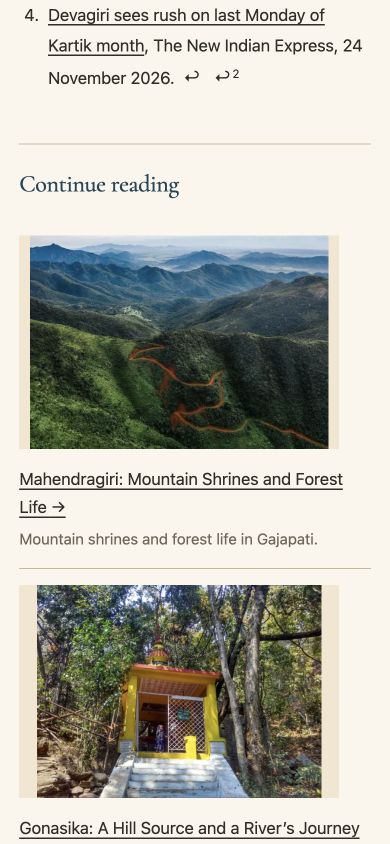 4. Devagiri sees rush on last Monday of
Kartik month, The New Indian Express, 24
November 2026. ↩ ↩2
Continue reading
Mahendragiri: Mountain Shrines and Forest
Life →
Mountain shrines and forest life in Gajapati.
Gonasika: A Hill Source and a River’s Journey